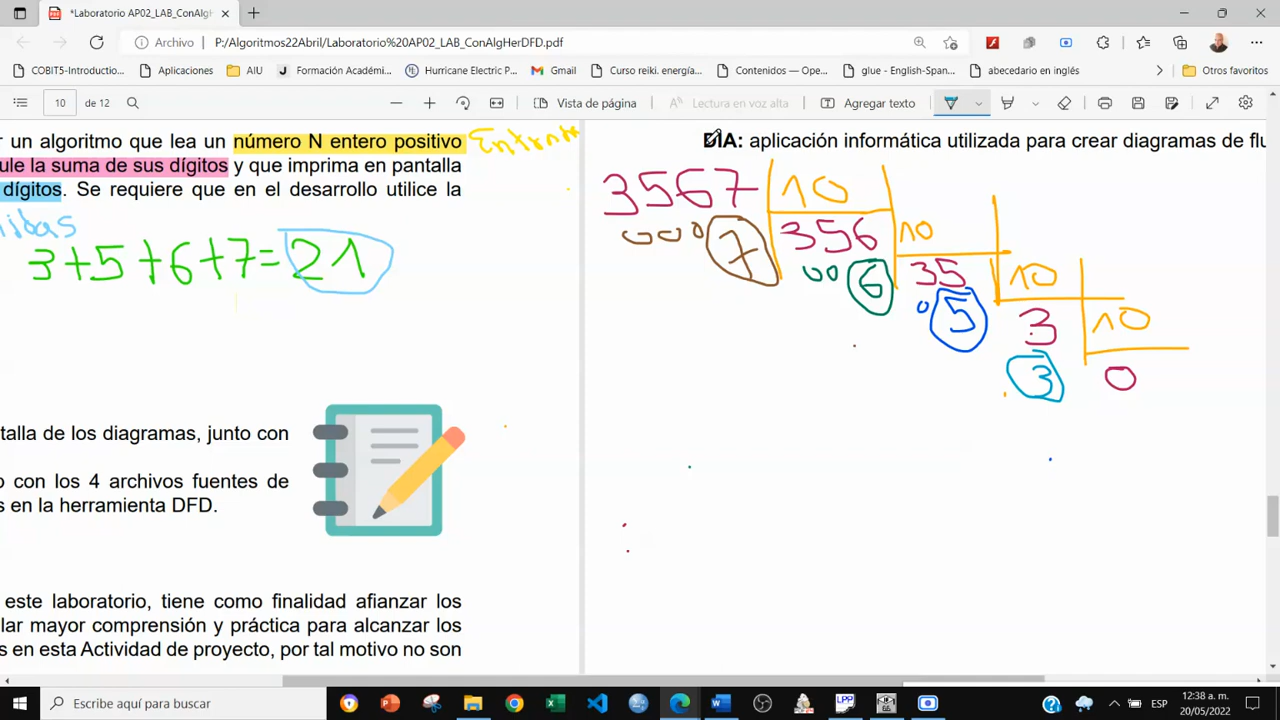 *Laboratorio AP02_LAB_ConAlgHer
Archivo P:/Algoritmos22Abril/Laboratorio%20AP02_LAB_ConAlgHerDFD.pdf
COBIT5-Introductio... Aplicaciones AIU Formación Académi... Hurricane Electric P... Gmail Curso reiki. energía... Contenidos — Ope... glue - English-Span... abecedario en inglés Otros favoritos
10 de 12 Vista de página Lectura en voz alta Agregar texto
r un algoritmo que lea un número N entero positivo
ule la suma de sus dígitos y que imprima en pantalla
dígitos. Se requiere que en el desarrollo utilice la
3+5+6+7=21
talla de los diagramas, junto con
o con los 4 archivos fuentes de
s en la herramienta DFD.
este laboratorio, tiene como finalidad afianzar los
lar mayor comprensión y práctica para alcanzar los
s en esta Actividad de proyecto, por tal motivo no son
DIA: aplicación informática utilizada para crear diagramas de flu
3567 10
000 7 356 10
00 6 35 10
0 5 3 10
3 0
Escribe aquí para buscar
ESP
12:38 a. m.
20/05/2022